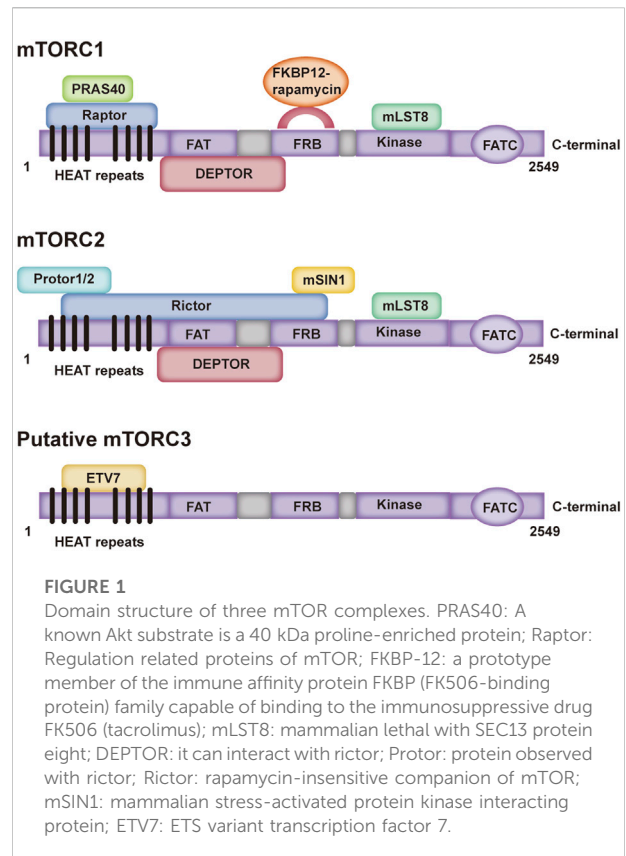 mTORC1
FKBP12-
rapamycin
PRAS40
Raptor
mLST8
FAT
FRB
Kinase
FATC
C-terminal
1
HEAT repeats
DEPTOR
2549
mTORC2
Protor1/2
mSIN1
Rictor
mLST8
FAT
FRB
Kinase
FATC
C-terminal
1
HEAT repeats
DEPTOR
2549
Putative mTORC3
ETV7
FAT
FRB
Kinase
FATC
C-terminal
1
HEAT repeats
2549
FIGURE 1
Domain structure of three mTOR complexes. PRAS40: A
known Akt substrate is a 40 kDa proline-enriched protein; Raptor:
Regulation related proteins of mTOR; FKBP-12: a prototype
member of the immune affinity protein FKBP (FK506-binding
protein) family capable of binding to the immunosuppressive drug
FK506 (tacrolimus); mLST8: mammalian lethal with SEC13 protein
eight; DEPTOR: it can interact with rictor; Protor: protein observed
with rictor; Rictor: rapamycin-insensitive companion of mTOR;
mSIN1: mammalian stress-activated protein kinase interacting
protein; ETV7: ETS variant transcription factor 7.